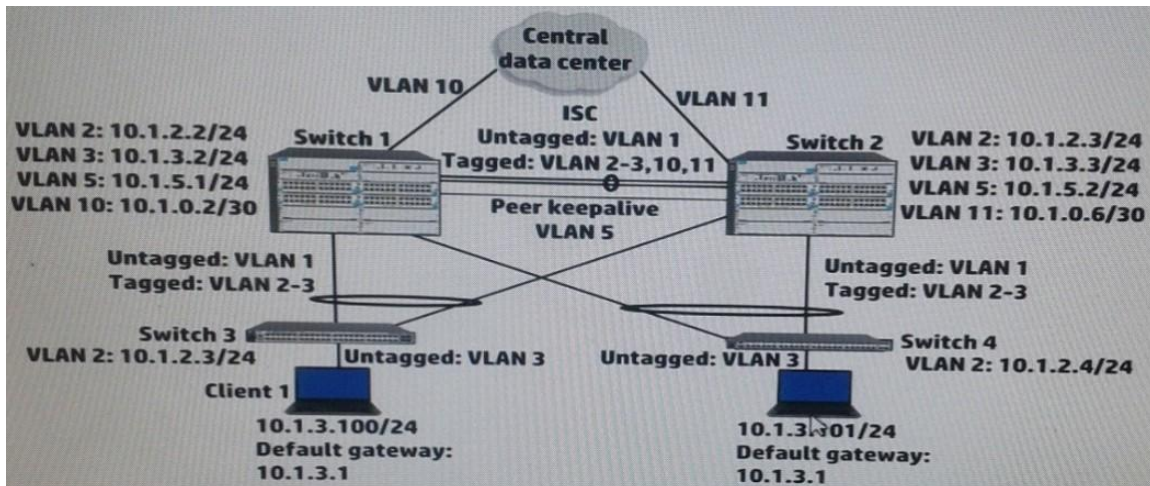 Central
data center
VLAN 10
VLAN 11
ISC
Untagged: VLAN 1
Tagged: VLAN 2-3,10,11
Switch 1
Switch 2
VLAN 2: 10.1.2.2/24
VLAN 3: 10.1.3.2/24
VLAN 5: 10.1.5.1/24
VLAN 10: 10.1.0.2/30
VLAN 2: 10.1.2.3/24
VLAN 3: 10.1.3.3/24
VLAN 5: 10.1.5.2/24
VLAN 11: 10.1.0.6/30
Peer keepalive
VLAN 5
Untagged: VLAN 1
Tagged: VLAN 2-3
Untagged: VLAN 1
Tagged: VLAN 2-3
Switch 3
VLAN 2: 10.1.2.3/24
Untagged: VLAN 3
Untagged: VLAN 3
Switch 4
VLAN 2: 10.1.2.4/24
Client 1
10.1.3.100/24
Default gateway:
10.1.3.1
Default gateway:
10.1.3.1